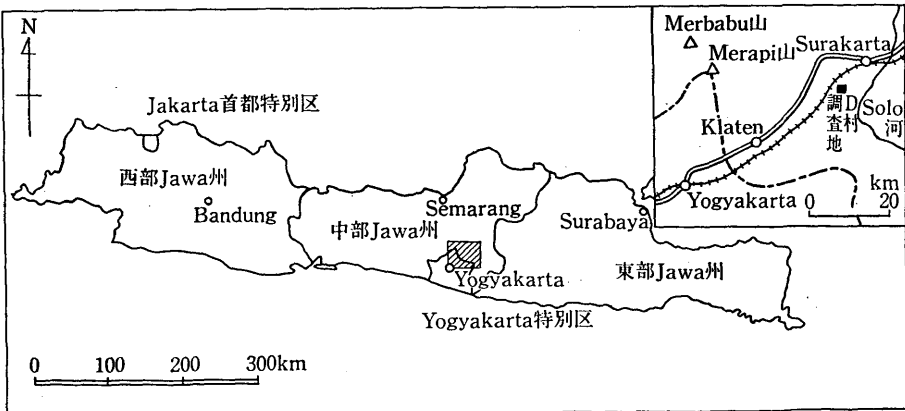 N
Jakarta首都特別区
西部Jawa州
Bandung
中部Jawa州
Semarang
Yogyakarta
Surabaya
東部Jawa州
Yogyakarta特別区
0 100 200 300km
Merbabu山
Merapi山
Surakarta
Klaten
調査地
D村
Solo河
Yogyakarta
km
0 20